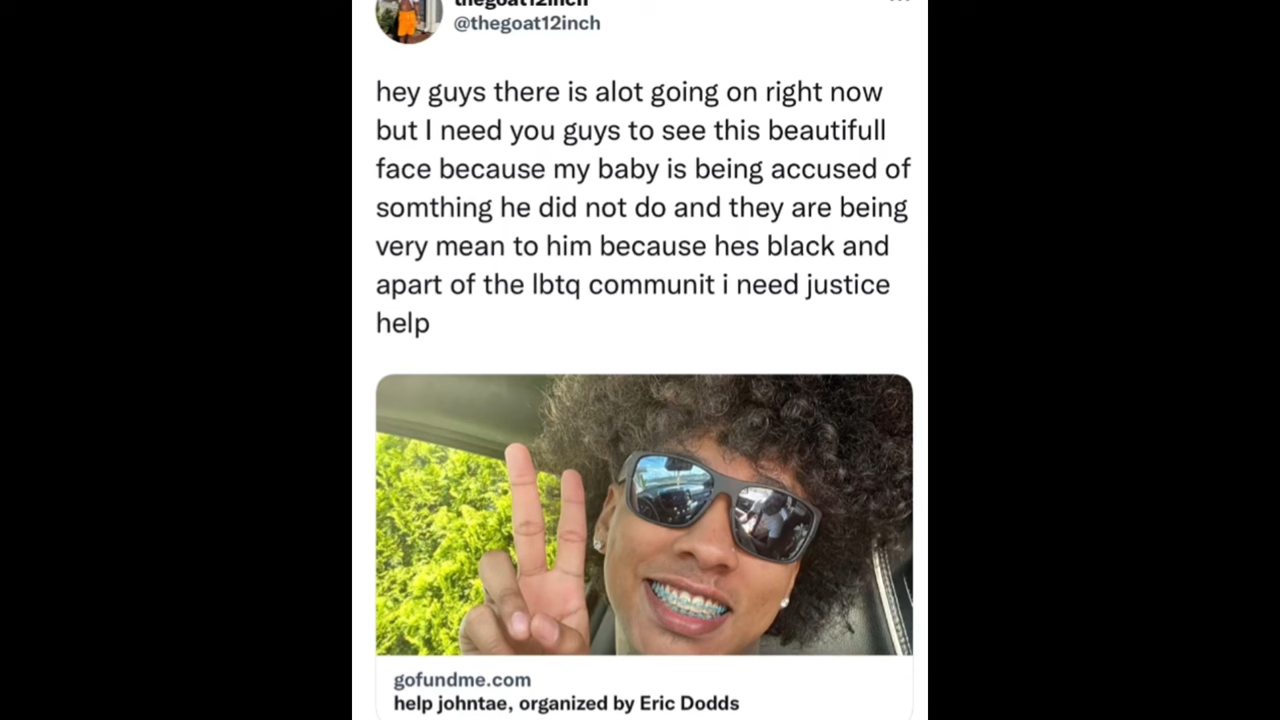 thegoat12inch
@thegoat12inch
hey guys there is alot going on right now
but I need you guys to see this beautifull
face because my baby is being accused of
somthing he did not do and they are being
very mean to him because hes black and
apart of the lbtq communit i need justice
help
gofundme.com
help johntae, organized by Eric Dodds